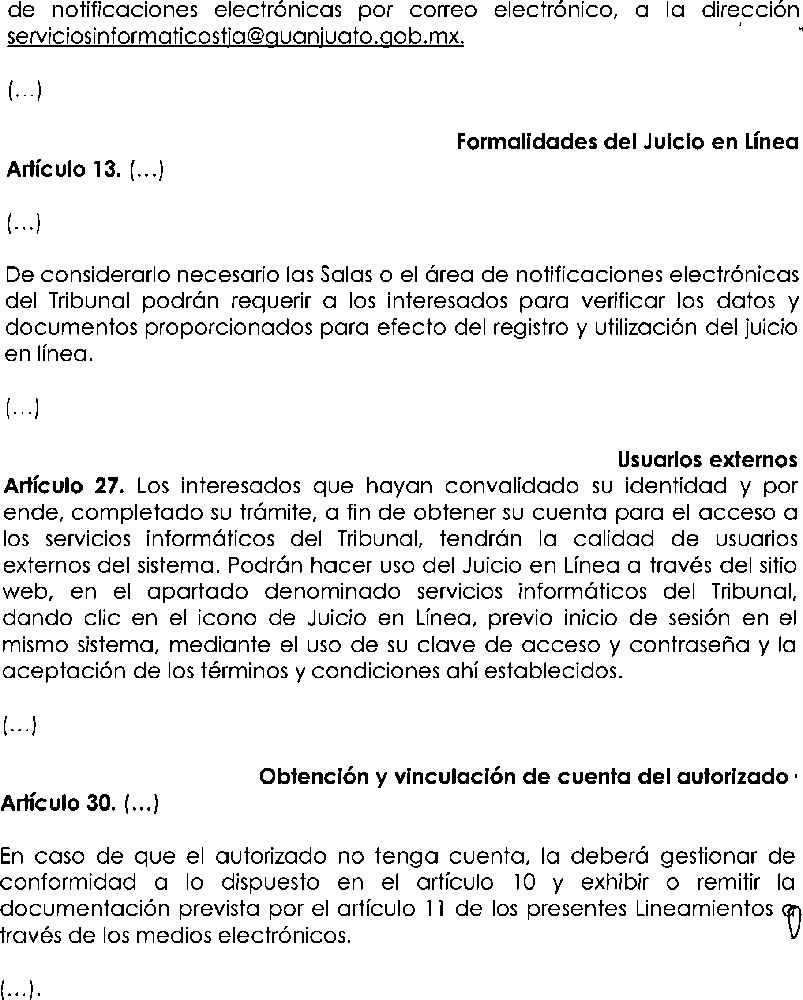 de notificaciones electrónicas por correo electrónico, a la dirección
serviciosinformaticostja@guanjuato.gob.mx.
(...)
Formalidades del Juicio en Línea
Artículo 13. (...)
(...)
De considerarlo necesario las Salas o el área de notificaciones electrónicas
del Tribunal podrán requerir a los interesados para verificar los datos y
documentos proporcionados para efecto del registro y utilización del juicio
en línea.
(...)
Usuarios externos
Artículo 27. Los interesados que hayan convalidado su identidad y por
ende, completado su trámite, a fin de obtener su cuenta para el acceso a
los servicios informáticos del Tribunal, tendrán la calidad de usuarios
externos del sistema. Podrán hacer uso del Juicio en Línea a través del sitio
web, en el apartado denominado servicios informáticos del Tribunal,
dando clic en el icono de Juicio en Línea, previo inicio de sesión en el
mismo sistema, mediante el uso de su clave de acceso y contraseña y la
aceptación de los términos y condiciones ahí establecidos.
(...)
Obtención y vinculación de cuenta del autorizado
Artículo 30. (...)
En caso de que el autorizado no tenga cuenta, la deberá gestionar de
conformidad a lo dispuesto en el artículo 10 y exhibir o remitir la
documentación prevista por el artículo 11 de los presentes Lineamientos a
través de los medios electrónicos.
(...).